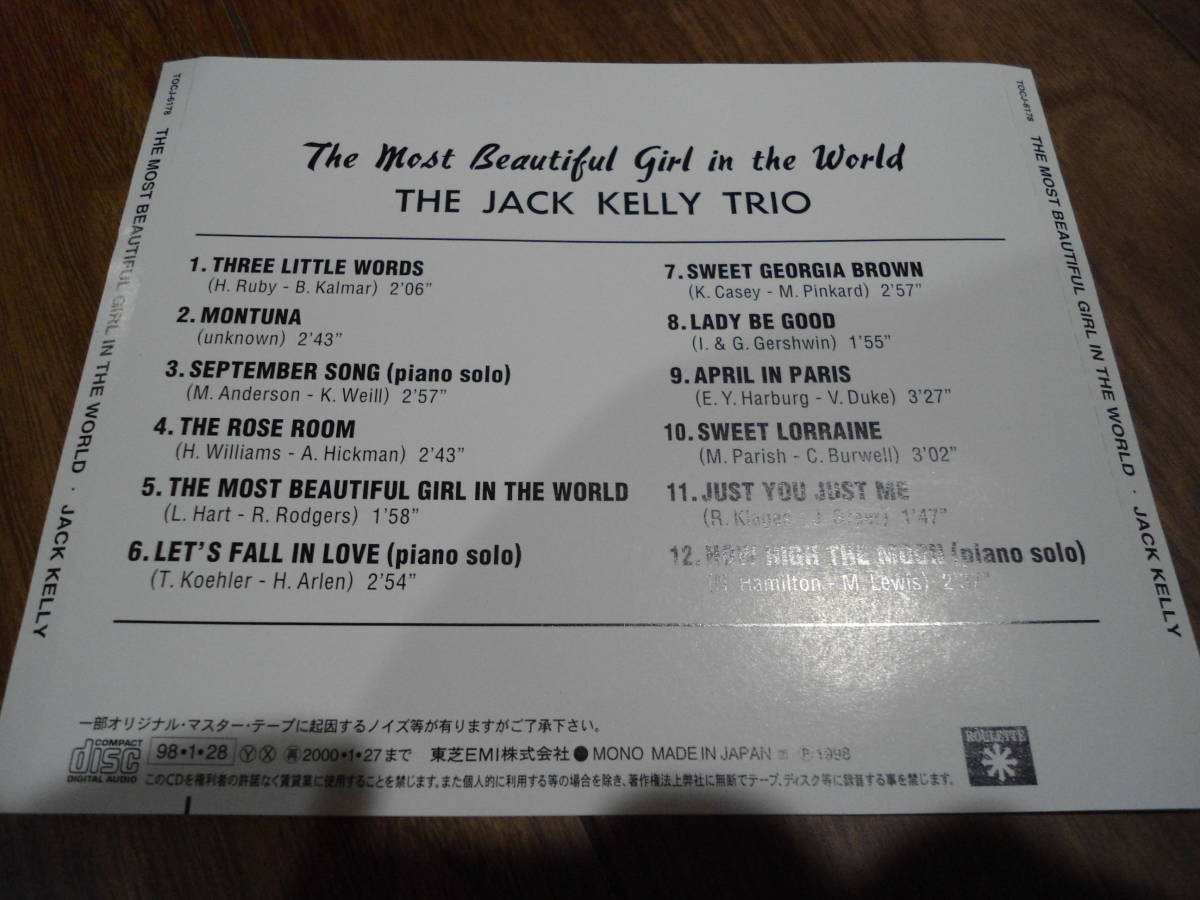 TOCJ-6178 THE MOST BEAUTIFUL GIRL IN THE WORLD · JACK KELLY
The Most Beautiful Girl in the World
THE JACK KELLY TRIO
1. THREE LITTLE WORDS
(H. Ruby - B. Kalmar) 2'06"
2. MONTUNA
(unknown) 2'43"
3. SEPTEMBER SONG (piano solo)
(M. Anderson - K. Weill) 2'57"
4. THE ROSE ROOM
(H. Williams - A. Hickman) 2'43"
5. THE MOST BEAUTIFUL GIRL IN THE WORLD
(L. Hart - R. Rodgers) 1'58"
6. LET'S FALL IN LOVE (piano solo)
(T. Koehler - H. Arlen) 2'54"
7. SWEET GEORGIA BROWN
(K. Casey - M. Pinkard) 2'57"
8. LADY BE GOOD
(I. & G. Gershwin) 1'55"
9. APRIL IN PARIS
(E. Y. Harburg - V. Duke) 3'27"
10. SWEET LORRAINE
(M. Parish - C. Burwell) 3'02"
11. JUST YOU JUST ME
(R. - J. 1'47"
12. HOW HIGH THE MOON (piano solo)
Hamilton - M. Lewis)
一部オリジナル・マスター・テープに起因するノイズ等が有りますがご了承下さい。
COMPACT disc DIGITAL AUDIO 98・1・28 Ⓨ Ⓧ 再 2000・1・27まで 東芝EMI株式会社 ● MONO MADE IN JAPAN Ⓟ 1998
このCDを権利者の許諾なく賃貸業に使用することを禁じます。また個人的に利用する等の場合を除き、著作権法上弊社に無断でテープ、ディスク等に録音する事を禁じます。
ROULETTE
TOCJ-6178 THE MOST BEAUTIFUL GIRL IN THE WORLD · JACK KELLY